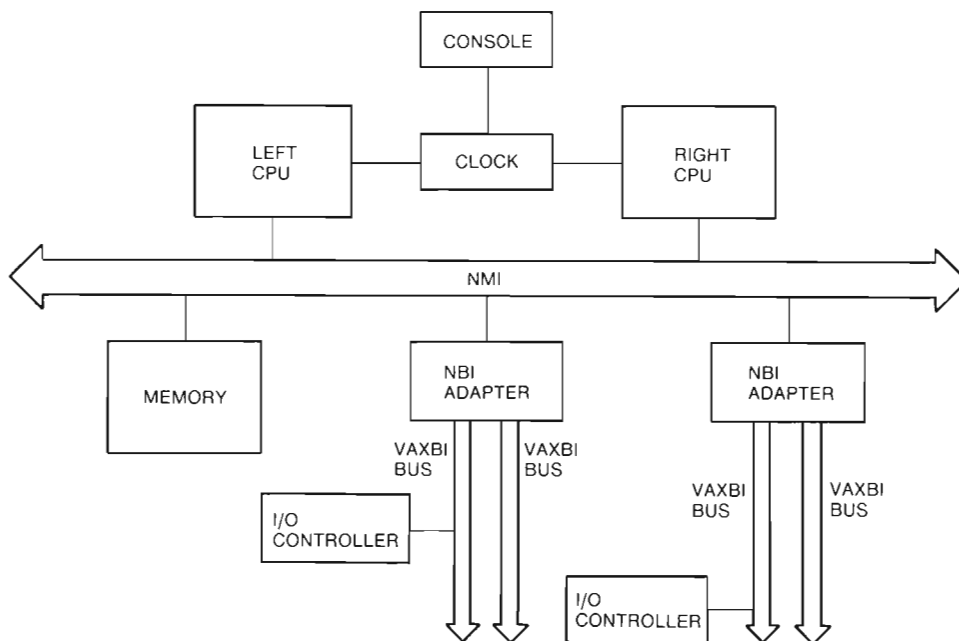 CONSOLE
LEFT
CPU
CLOCK
RIGHT
CPU
NMI
MEMORY
NBI
ADAPTER
NBI
ADAPTER
VAXBI
BUS
VAXBI
BUS
VAXBI
BUS
VAXBI
BUS
I/O
CONTROLLER
I/O
CONTROLLER